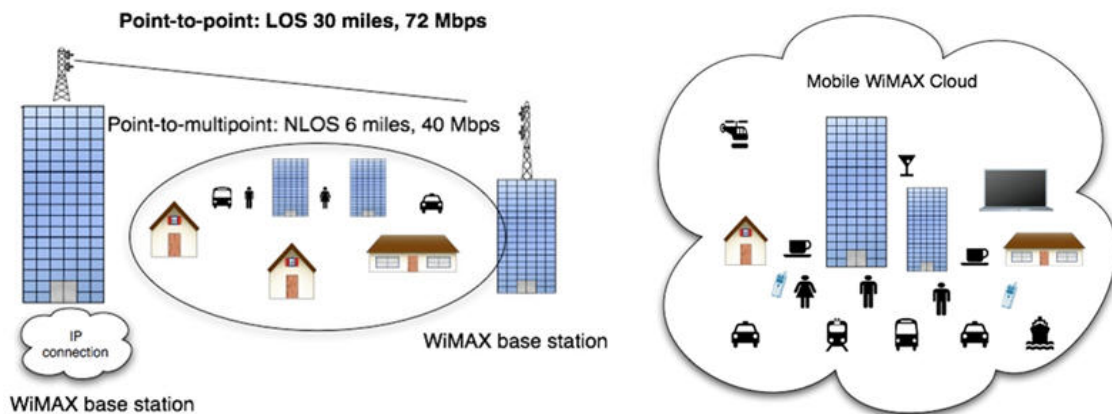 Point-to-point: LOS 30 miles, 72 Mbps
Point-to-multipoint: NLOS 6 miles, 40 Mbps
IP
connection
WiMAX base station
WiMAX base station
Mobile WiMAX Cloud